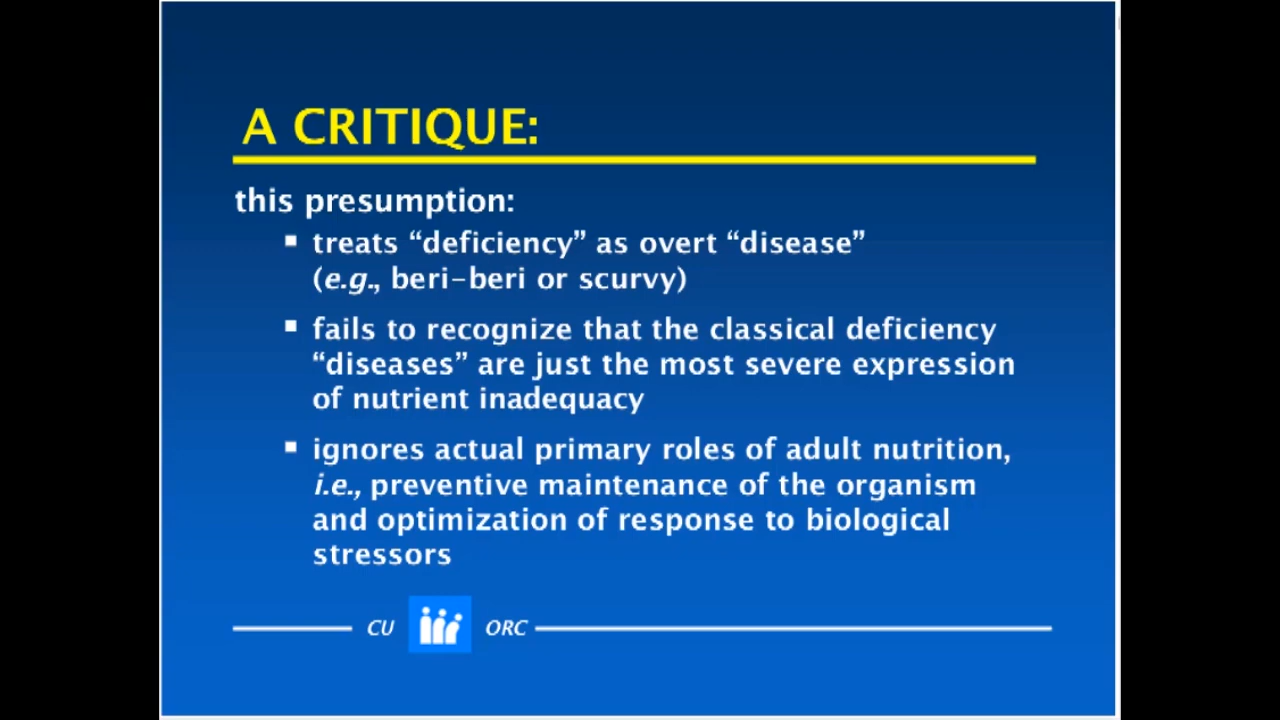 A CRITIQUE:
this presumption:
▪ treats “deficiency” as overt “disease”
(e.g., beri-beri or scurvy)
▪ fails to recognize that the classical deficiency
“diseases” are just the most severe expression
of nutrient inadequacy
▪ ignores actual primary roles of adult nutrition,
i.e., preventive maintenance of the organism
and optimization of response to biological
stressors
CU ORC